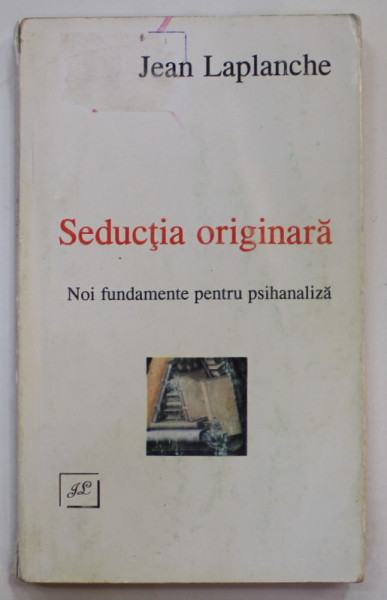 Jean Laplanche
Seducţia originară
Noi fundamente pentru psihanaliză
JL